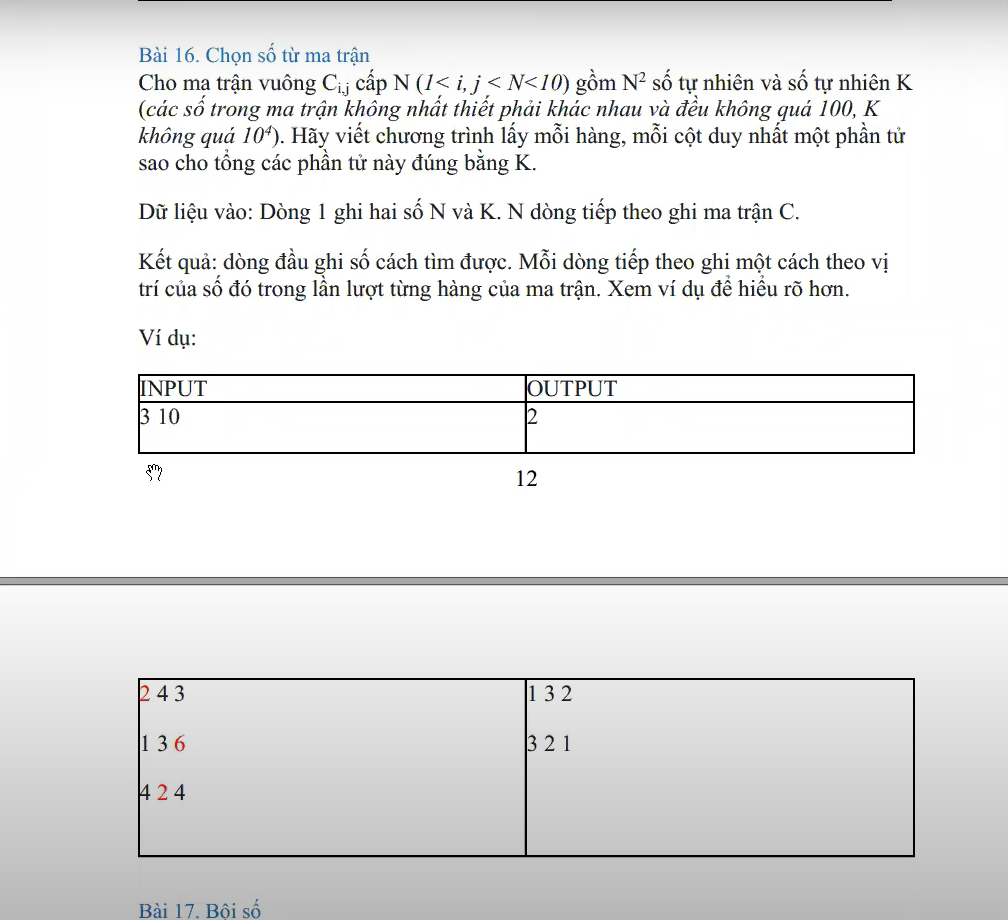 Bài 16. Chọn số từ ma trận
Cho ma trận vuông Ci,j cấp N (1< i, j < N<10) gồm N² số tự nhiên và số tự nhiên K
(các số trong ma trận không nhất thiết phải khác nhau và đều không quá 100, K
không quá 10⁴). Hãy viết chương trình lấy mỗi hàng, mỗi cột duy nhất một phần tử
sao cho tổng các phần tử này đúng bằng K.
Dữ liệu vào: Dòng 1 ghi hai số N và K. N dòng tiếp theo ghi ma trận C.
Kết quả: dòng đầu ghi số cách tìm được. Mỗi dòng tiếp theo ghi một cách theo vị
trí của số đó trong lần lượt từng hàng của ma trận. Xem ví dụ để hiểu rõ hơn.
Ví dụ:
INPUT OUTPUT
3 10 2
12
2 4 3 1 3 2
1 3 6 3 2 1
4 2 4
Bài 17. Bội số